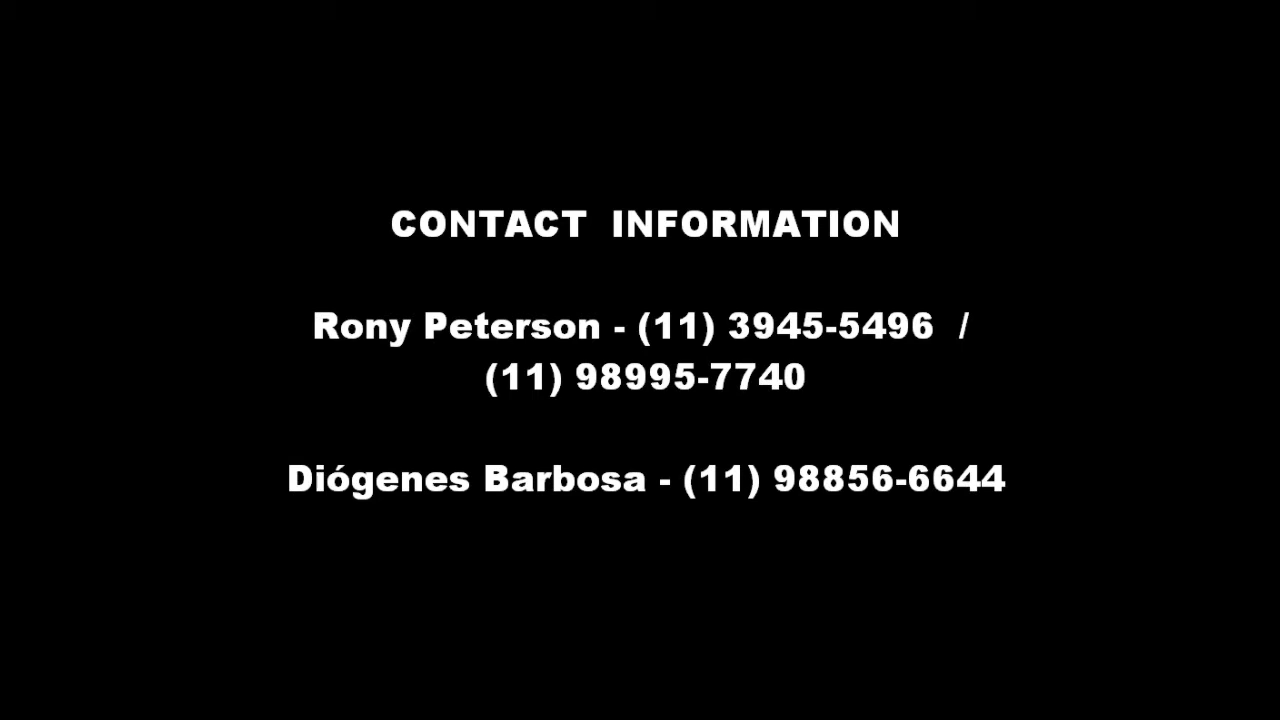 CONTACT INFORMATION
Rony Peterson - (11) 3945-5496 /
(11) 98995-7740
Diógenes Barbosa - (11) 98856-6644